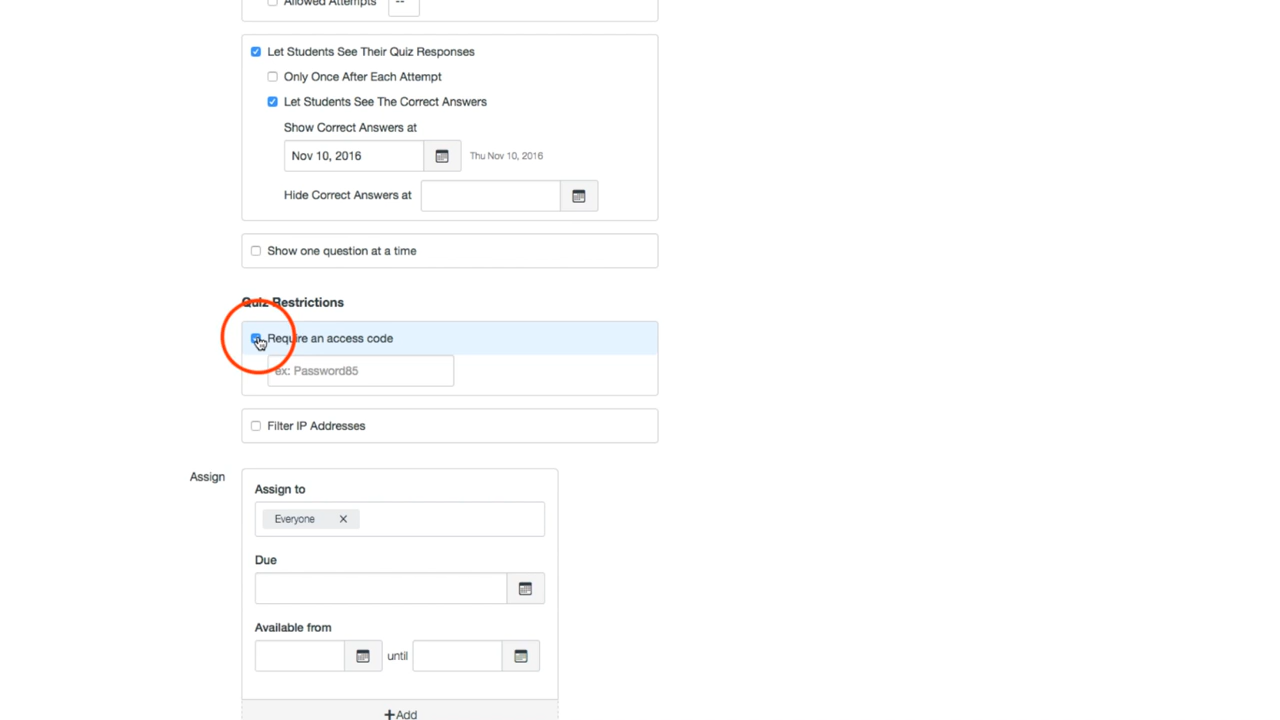 Allowed Attempts --
Let Students See Their Quiz Responses
Only Once After Each Attempt
Let Students See The Correct Answers
Show Correct Answers at
Nov 10, 2016 Thu Nov 10, 2016
Hide Correct Answers at
Show one question at a time
Quiz Restrictions
Require an access code
ex: Password85
Filter IP Addresses
Assign
Assign to
Everyone X
Due
Available from
until
+Add